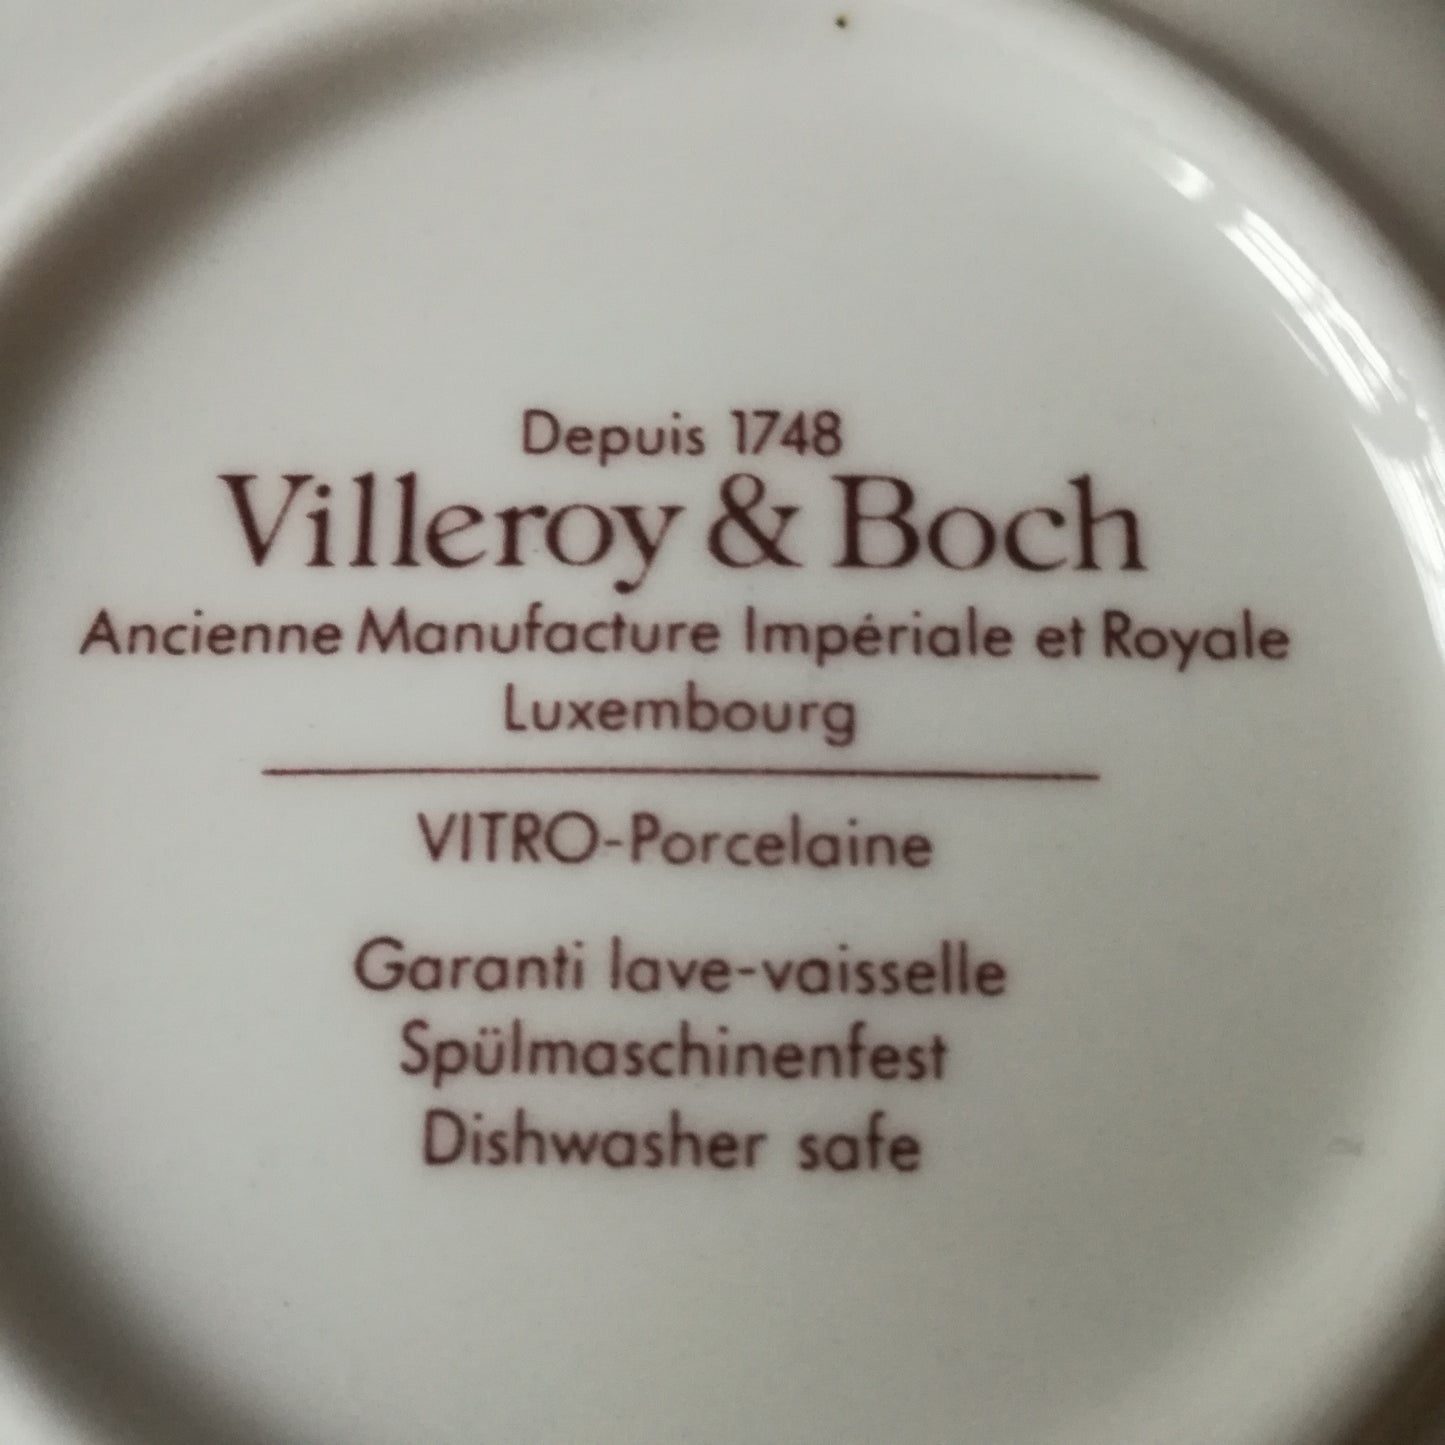 Depuis 1748
Villeroy & Boch
Ancienne Manufacture Impériale et Royale
Luxembourg
VITRO-Porcelaine
Garanti lave-vaisselle
Spülmaschinenfest
Dishwasher safe